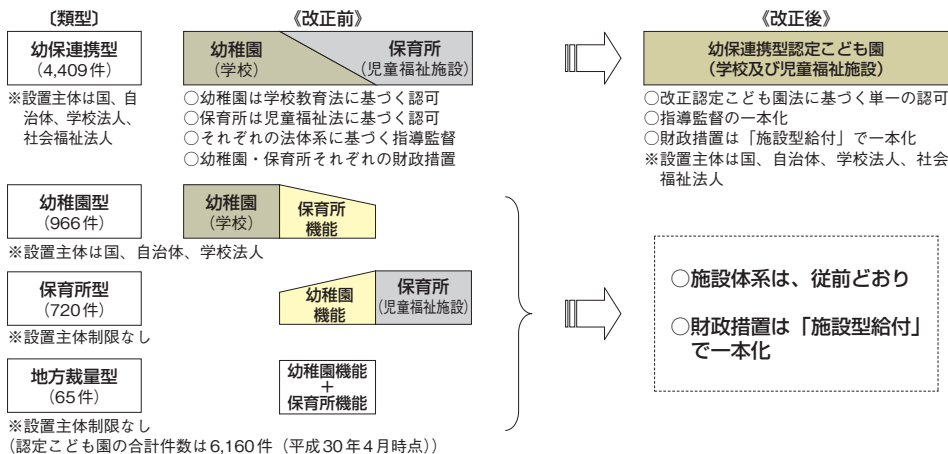 〔類型〕
《改正前》
《改正後》
幼保連携型
(4,409件)
※設置主体は国、自
治体、学校法人、
社会福祉法人
幼稚園
(学校)
保育所
(児童福祉施設)
○幼稚園は学校教育法に基づく認可
○保育所は児童福祉法に基づく認可
○それぞれの法体系に基づく指導監督
○幼稚園・保育所それぞれの財政措置
幼保連携型認定こども園
(学校及び児童福祉施設)
○改正認定こども園法に基づく単一の認可
○指導監督の一本化
○財政措置は「施設型給付」で一本化
※設置主体は国、自治体、学校法人、社会
福祉法人
幼稚園型
(966件)
※設置主体は国、自治体、学校法人
幼稚園
(学校)
保育所
機能
保育所型
(720件)
※設置主体制限なし
幼稚園
機能
保育所
(児童福祉施設)
地方裁量型
(65件)
※設置主体制限なし
幼稚園機能
+
保育所機能
○施設体系は、従前どおり
○財政措置は「施設型給付」
で一本化
(認定こども園の合計件数は6,160件(平成30年4月時点))